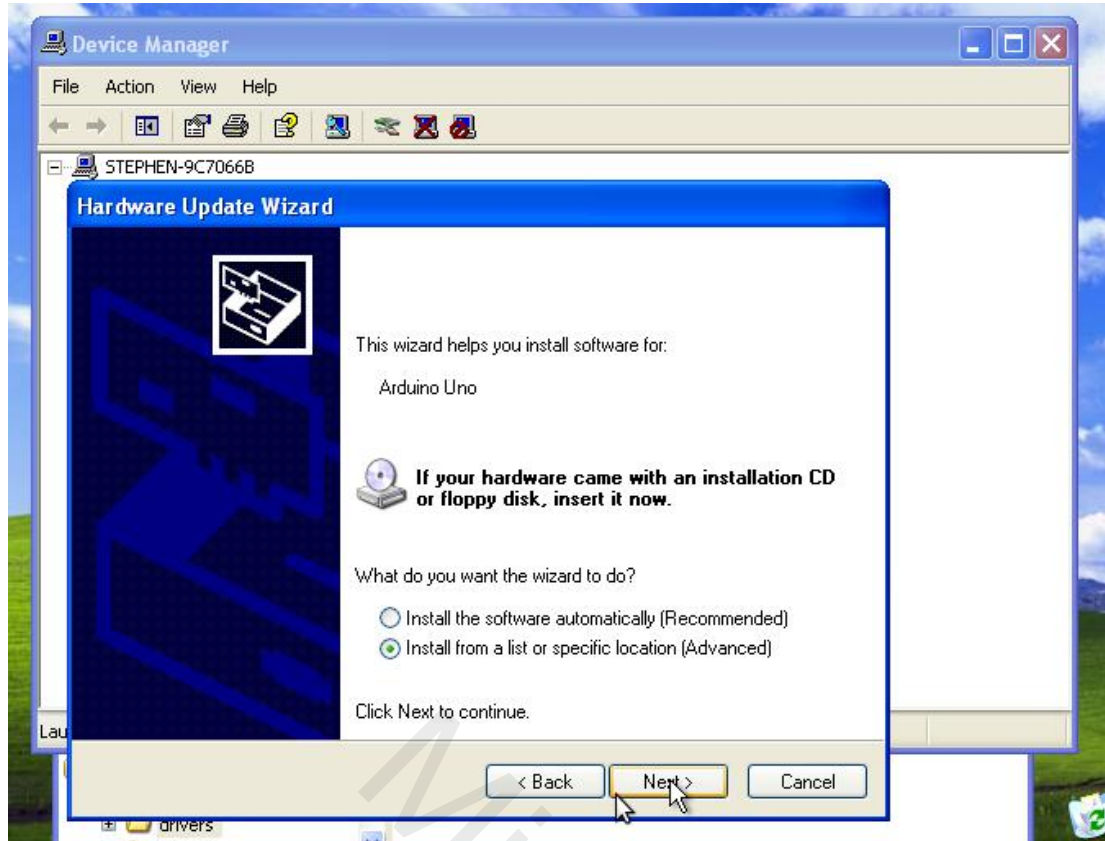 Device Manager
File Action View Help
STEPHEN-9C7066B
Hardware Update Wizard
This wizard helps you install software for:
Arduino Uno
If your hardware came with an installation CD
or floppy disk, insert it now.
What do you want the wizard to do?
Install the software automatically (Recommended)
Install from a list or specific location (Advanced)
Click Next to continue.
Lau
< Back Next > Cancel
drivers